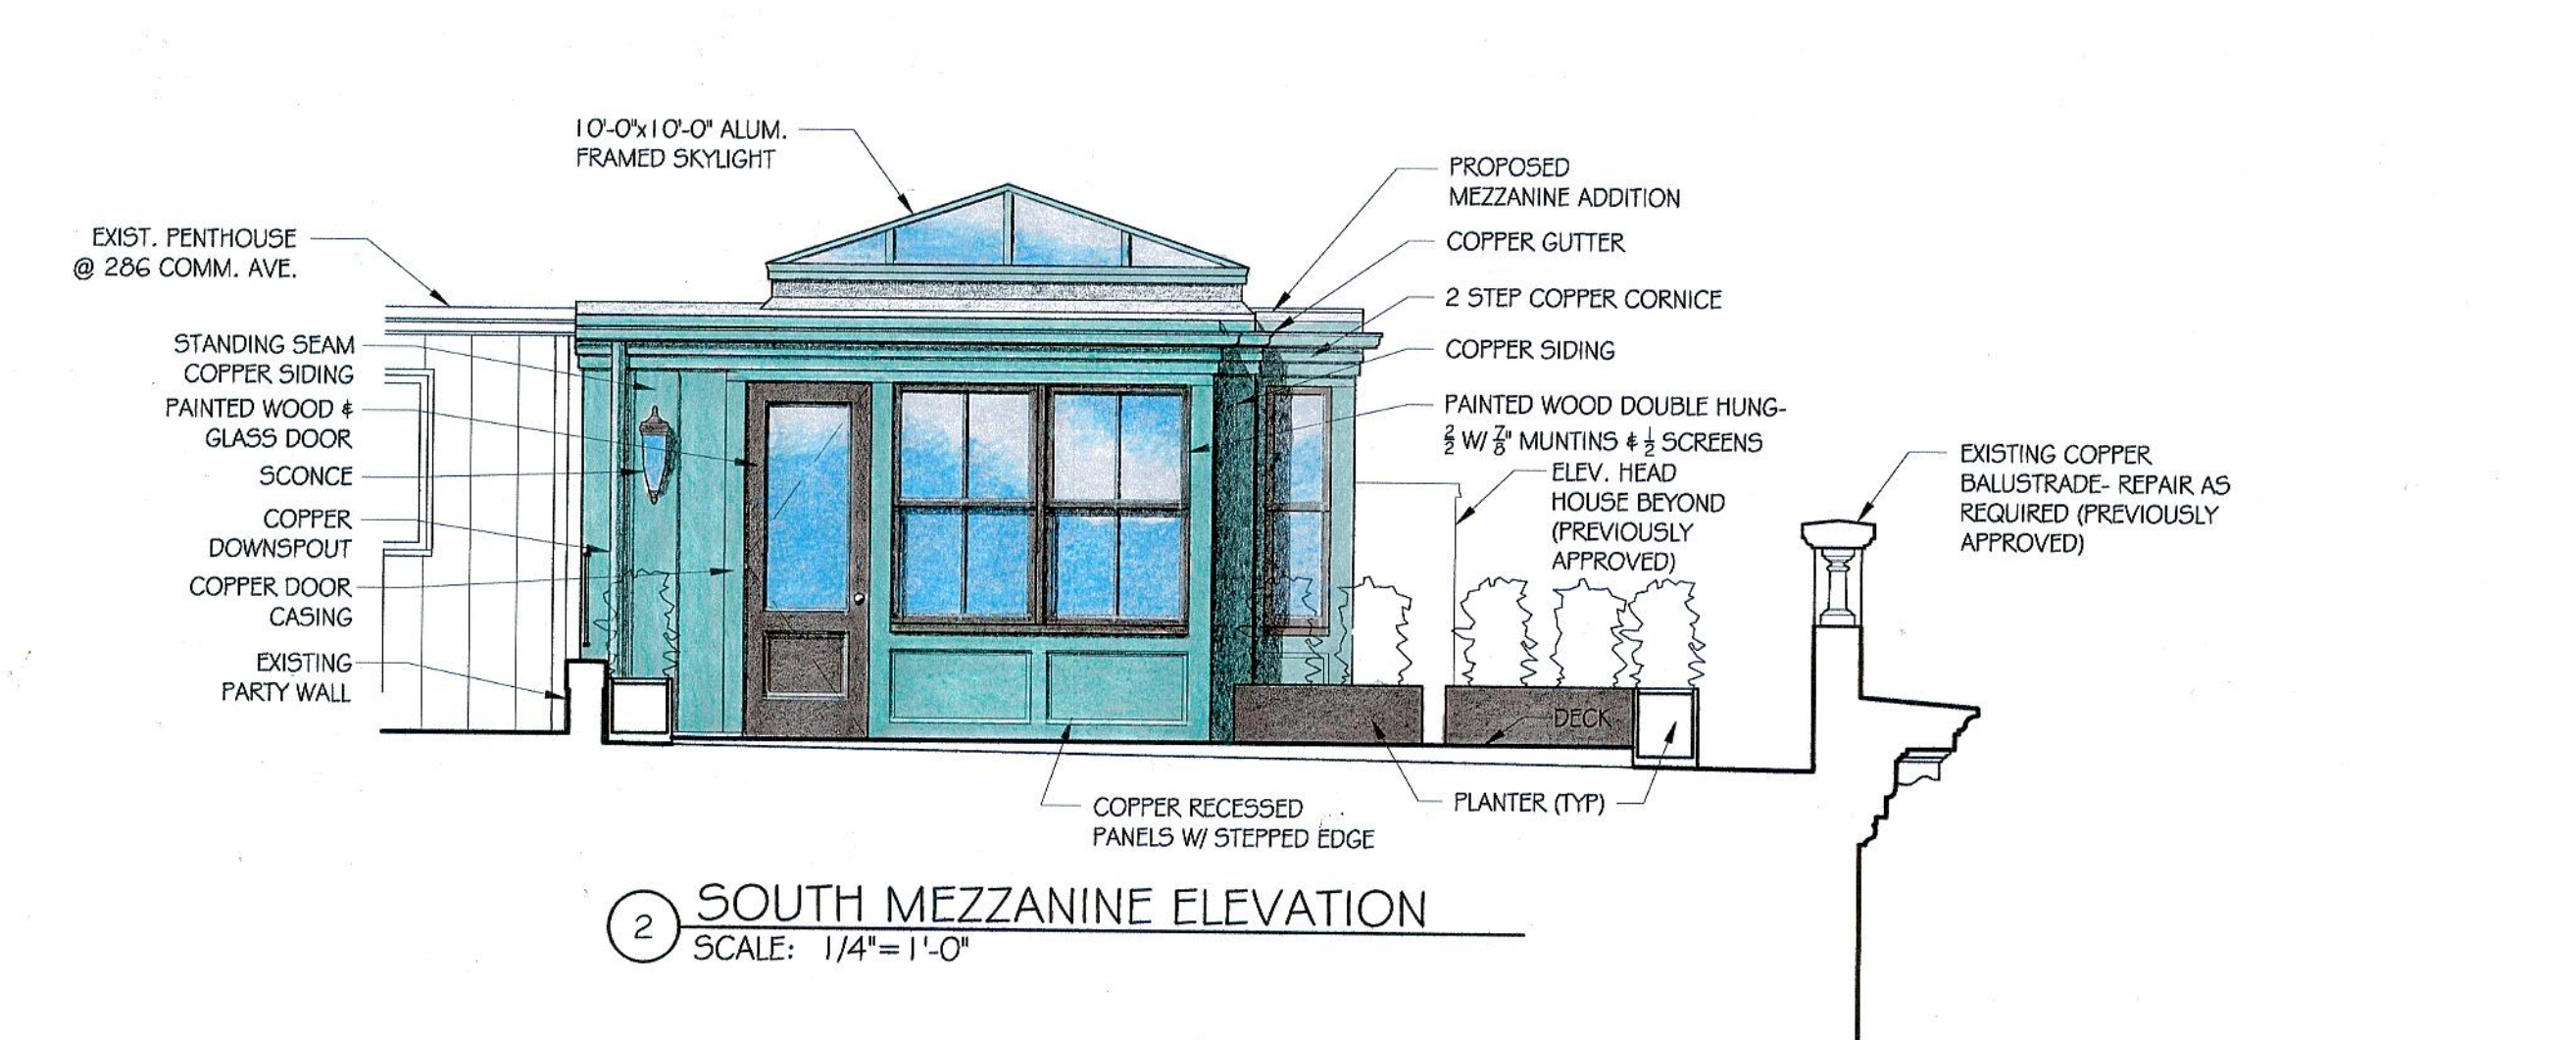 10'-0"x10'-0" ALUM.
FRAMED SKYLIGHT
EXIST. PENTHOUSE
@ 286 COMM. AVE.
STANDING SEAM
COPPER SIDING
PAINTED WOOD &
GLASS DOOR
SCONCE
COPPER
DOWNSPOUT
COPPER DOOR
CASING
EXISTING
PARTY WALL
PROPOSED
MEZZANINE ADDITION
COPPER GUTTER
2 STEP COPPER CORNICE
COPPER SIDING
PAINTED WOOD DOUBLE HUNG-
2/2 W/ 7/8" MUNTINS & 1/2 SCREENS
ELEV. HEAD
HOUSE BEYOND
(PREVIOUSLY
APPROVED)
EXISTING COPPER
BALUSTRADE- REPAIR AS
REQUIRED (PREVIOUSLY
APPROVED)
DECK
COPPER RECESSED
PANELS W/ STEPPED EDGE
PLANTER (TYP)
2
SOUTH MEZZANINE ELEVATION
SCALE: 1/4"=1'-0"